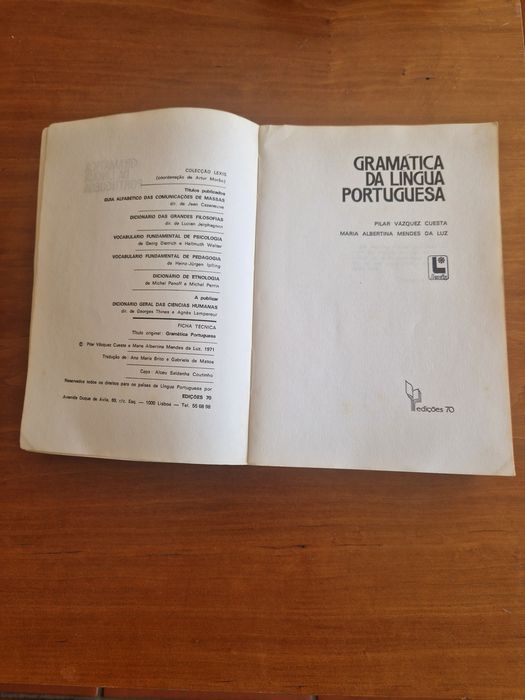 COLECÇÃO LEXIS
(coordenação de Artur Morão)
Títulos publicados
GUIA ALFABÉTICO DAS COMUNICAÇÕES DE MASSAS
dir. de Jean Cazeneuve
DICIONÁRIO DAS GRANDES FILOSOFIAS
dir. de Lucien Jerphagnon
VOCABULÁRIO FUNDAMENTAL DE PSICOLOGIA
de Georg Dietrich e Hellmuth Walter
VOCABULÁRIO FUNDAMENTAL DE PEDAGOGIA
de Heinz-Jürgen Ipfling
DICIONÁRIO DE ETNOLOGIA
de Michel Panoff e Michel Perrin
A publicar
DICIONÁRIO GERAL DAS CIÊNCIAS HUMANAS
dir. de Georges Thines e Agnès Lempereur
FICHA TÉCNICA
Título original: Gramática Portuguesa
© Pilar Vázquez Cuesta e Maria Albertina Mendes da Luz, 1971
Tradução de: Ana Maria Brito e Gabriela de Matos
Capa: Alceu Saldanha Coutinho
Reservados todos os direitos para os países de Língua Portuguesa por
EDIÇÕES 70
Avenida Duque de Ávila, 69, r/c. Esq. — 1000 Lisboa — Tel. 55 68 98
GRAMÁTICA
DA LÍNGUA
PORTUGUESA
PILAR VÁZQUEZ CUESTA
MARIA ALBERTINA MENDES DA LUZ
L
lexis
edições 70